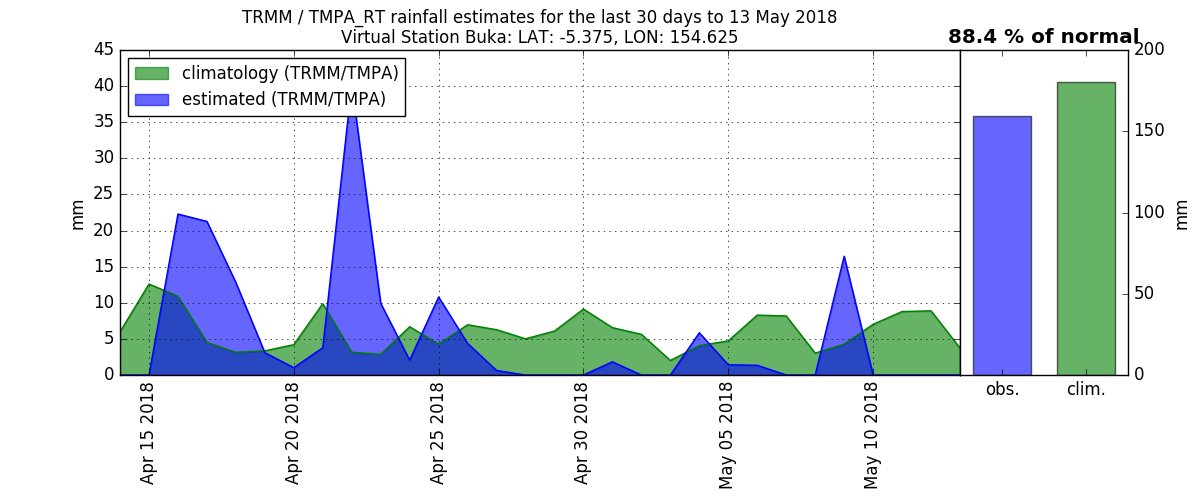 TRMM / TMPA_RT rainfall estimates for the last 30 days to 13 May 2018
Virtual Station Buka: LAT: -5.375, LON: 154.625
88.4 % of normal
climatology (TRMM/TMPA)
estimated (TRMM/TMPA)
mm
45
40
35
30
25
20
15
10
5
0
Apr 15 2018
Apr 20 2018
Apr 25 2018
Apr 30 2018
May 05 2018
May 10 2018
200
150
100
50
0
mm
obs.
clim.